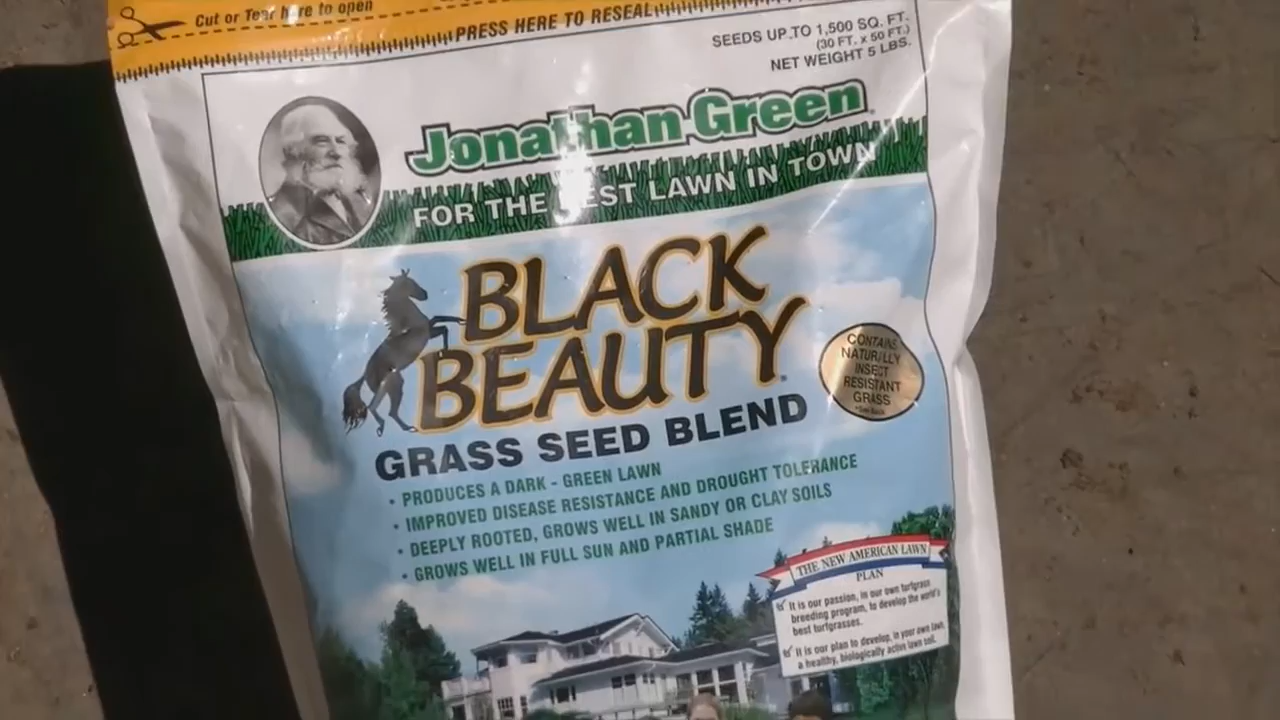 Cut or Tear here to open
PRESS HERE TO RESEAL
SEEDS UP TO 1,500 SQ. FT.
(30 FT. x 50 FT.)
NET WEIGHT 5 LBS.
Jonathan Green
FOR THE BEST LAWN IN TOWN
BLACK
BEAUTY
CONTAINS
NATURALLY
INSECT
RESISTANT
GRASS
*See Back
GRASS SEED BLEND
• PRODUCES A DARK - GREEN LAWN
• IMPROVED DISEASE RESISTANCE AND DROUGHT TOLERANCE
• DEEPLY ROOTED, GROWS WELL IN SANDY OR CLAY SOILS
• GROWS WELL IN FULL SUN AND PARTIAL SHADE
THE NEW AMERICAN LAWN
PLAN
It is our passion, in our own turfgrass
breeding program, to develop the world's
best turfgrasses.
It is our plan to develop, in your own lawn,
a healthy, biologically active lawn soil.